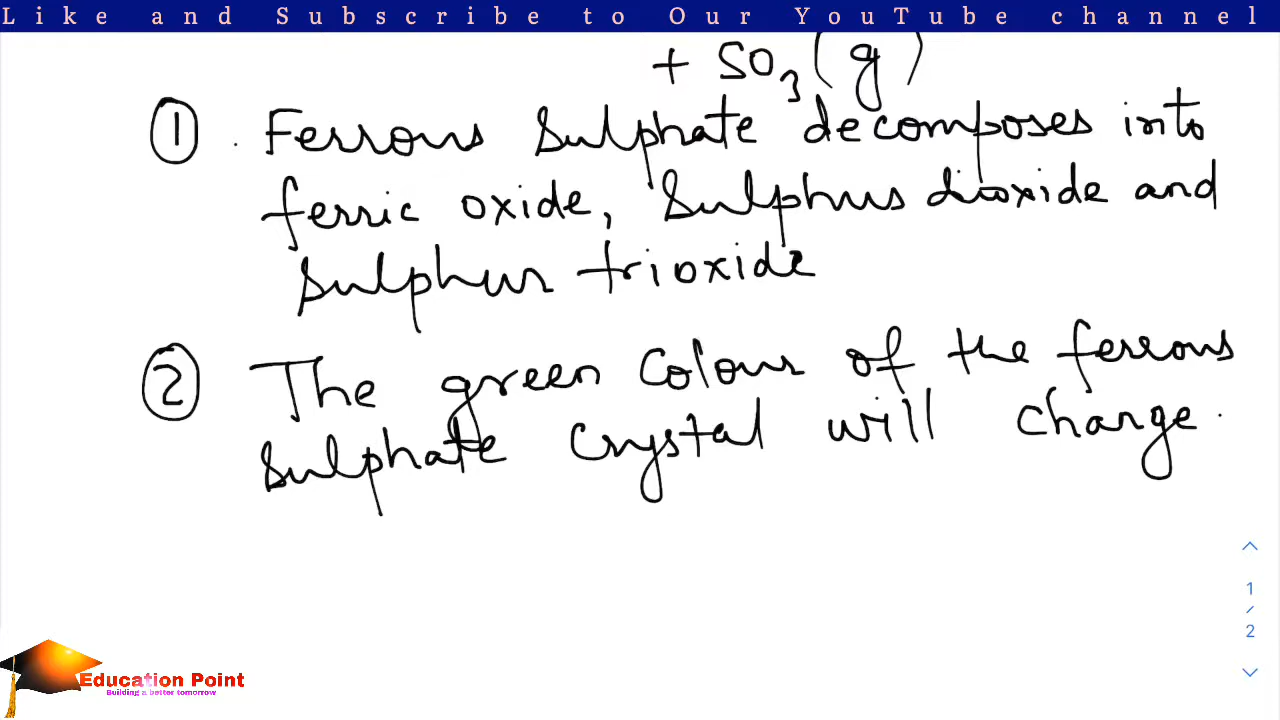 Like and Subscribe to Our YouTube channel
+ SO₃ (g)
① . Ferrous Sulphate decomposes into
ferric oxide, Sulphus dioxide and
Sulphur trioxide
② The green Colour of the ferrous
sulphate Crystal will change.
1
/
2
Education Point
Building a better tomorrow